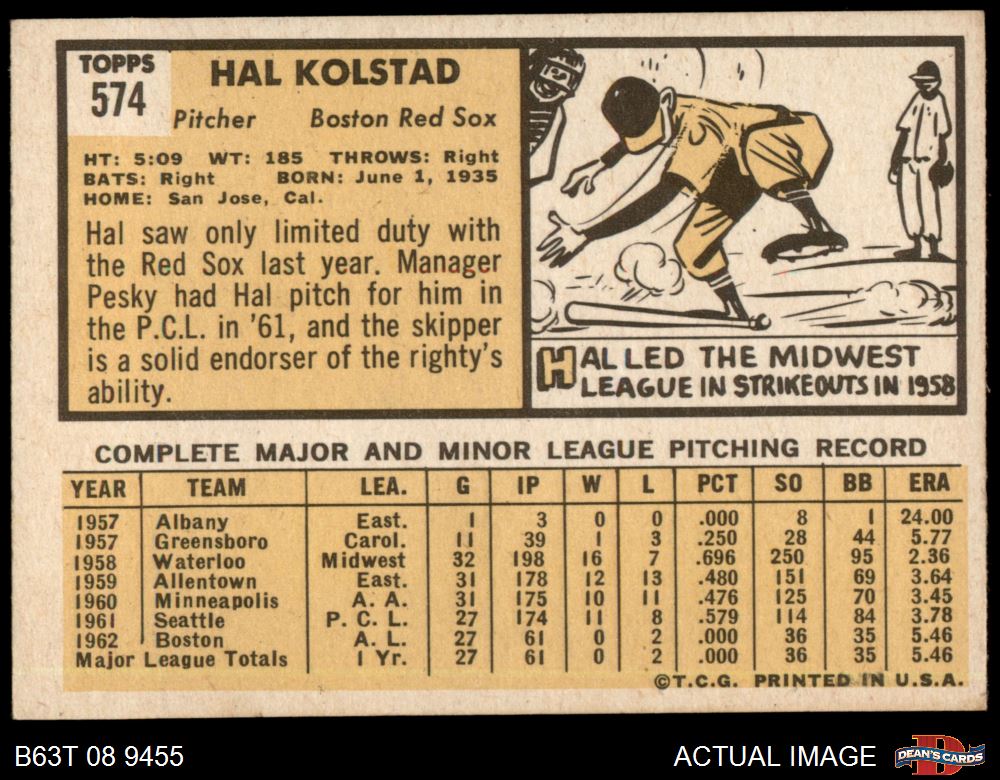 TOPPS
574
HAL KOLSTAD
Pitcher Boston Red Sox
HT: 5:09 WT: 185 THROWS: Right
BATS: Right BORN: June 1, 1935
HOME: San Jose, Cal.
Hal saw only limited duty with
the Red Sox last year. Manager
Pesky had Hal pitch for him in
the P.C.L. in '61, and the skipper
is a solid endorser of the righty's
ability.
HAL LED THE MIDWEST
LEAGUE IN STRIKEOUTS IN 1958
COMPLETE MAJOR AND MINOR LEAGUE PITCHING RECORD
YEAR TEAM LEA. G IP W L PCT SO BB ERA
1957 Albany East. 1 3 0 0 .000 8 1 24.00
1957 Greensboro Carol. 11 39 1 3 .250 28 44 5.77
1958 Waterloo Midwest 32 198 16 7 .696 250 95 2.36
1959 Allentown East. 31 178 12 13 .480 151 69 3.64
1960 Minneapolis A. A. 31 175 10 11 .476 125 70 3.45
1961 Seattle P. C. L. 27 174 11 8 .579 114 84 3.78
1962 Boston A. L. 27 61 0 2 .000 36 35 5.46
Major League Totals 1 Yr. 27 61 0 2 .000 36 35 5.46
©T.C.G. PRINTED IN U.S.A.
B63T 08 9455 ACTUAL IMAGE DEAN'S CARDS